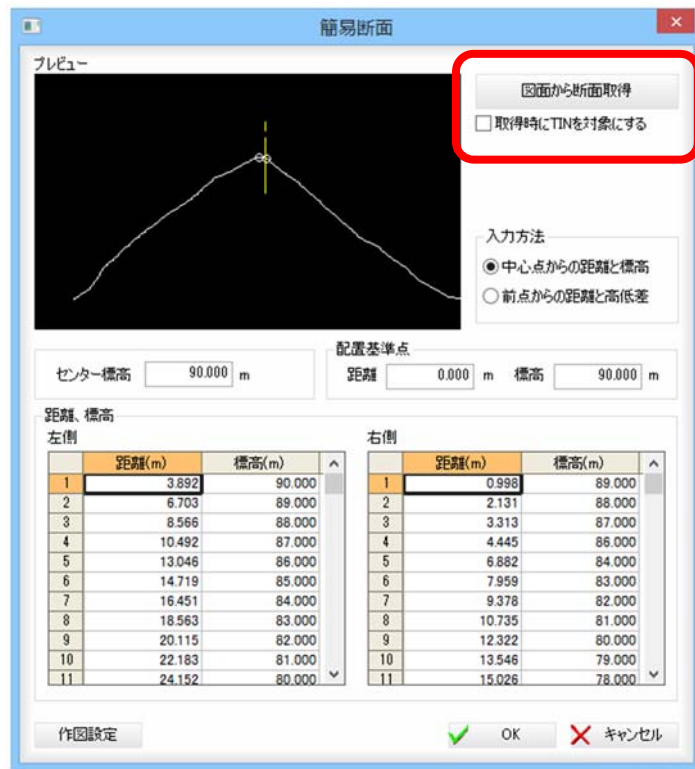 簡易断面
プレビュー
図面から断面取得
取得時にTINを対象にする
入力方法
中心点からの距離と標高
前点からの距離と高低差
配置基準点
センター標高 90.000 m 距離 0.000 m 標高 90.000 m
距離、標高
左側 右側
距離(m) 標高(m) 距離(m) 標高(m)
1 3.892 90.000 1 0.998 89.000
2 6.703 89.000 2 2.131 88.000
3 8.566 88.000 3 3.313 87.000
4 10.492 87.000 4 4.445 86.000
5 13.046 86.000 5 6.882 84.000
6 14.719 85.000 6 7.959 83.000
7 16.451 84.000 7 9.378 82.000
8 18.563 83.000 8 10.735 81.000
9 20.115 82.000 9 12.322 80.000
10 22.183 81.000 10 13.546 79.000
11 24.152 80.000 11 15.026 78.000
作図設定 OK キャンセル